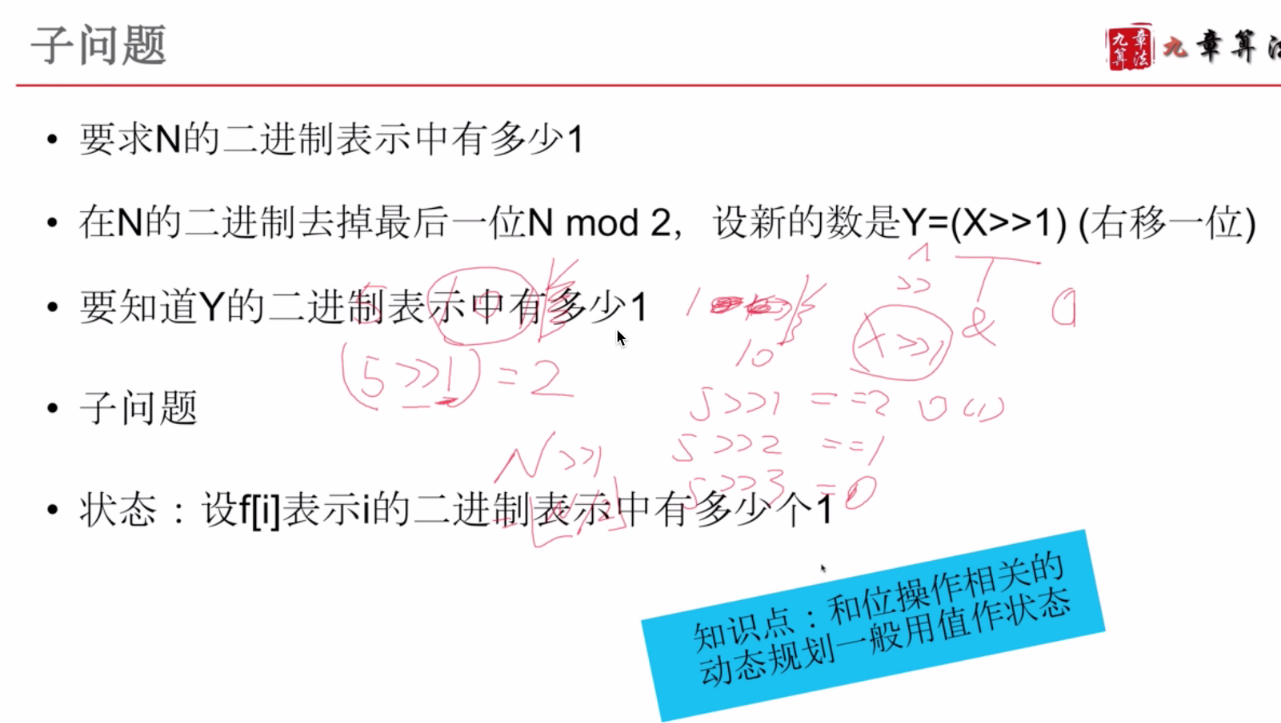 子问题
九章算法
九章算
• 要求N的二进制表示中有多少1
• 在N的二进制去掉最后一位N mod 2，设新的数是Y=(X>>1) (右移一位)
• 要知道Y的二进制表示中有多少1
5 10
1
10
X>>1 &
>>
(5>>1) = 2
5>>1 ==2 O(1)
• 子问题
5>>2 ==1
N>>1
5>>3 =0
• 状态：设f[i]表示i的二进制表示中有多少个1
知识点：和位操作相关的
动态规划一般用值作状态